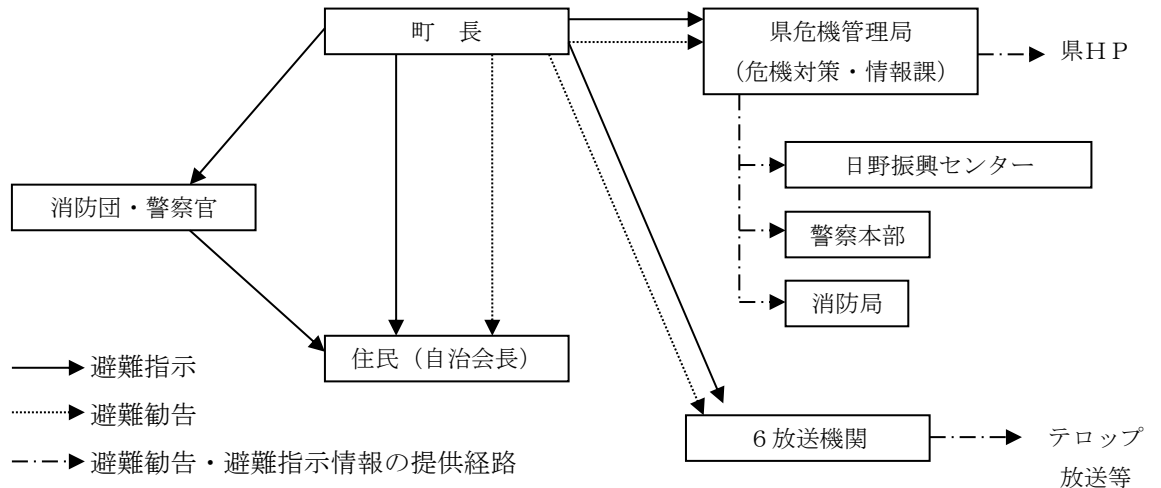 町　長
県危機管理局
（危機対策・情報課）
県ＨＰ
日野振興センター
消防団・警察官
警察本部
消防局
住民（自治会長）
避難指示
避難勧告
６放送機関
テロップ
放送等
避難勧告・避難指示情報の提供経路